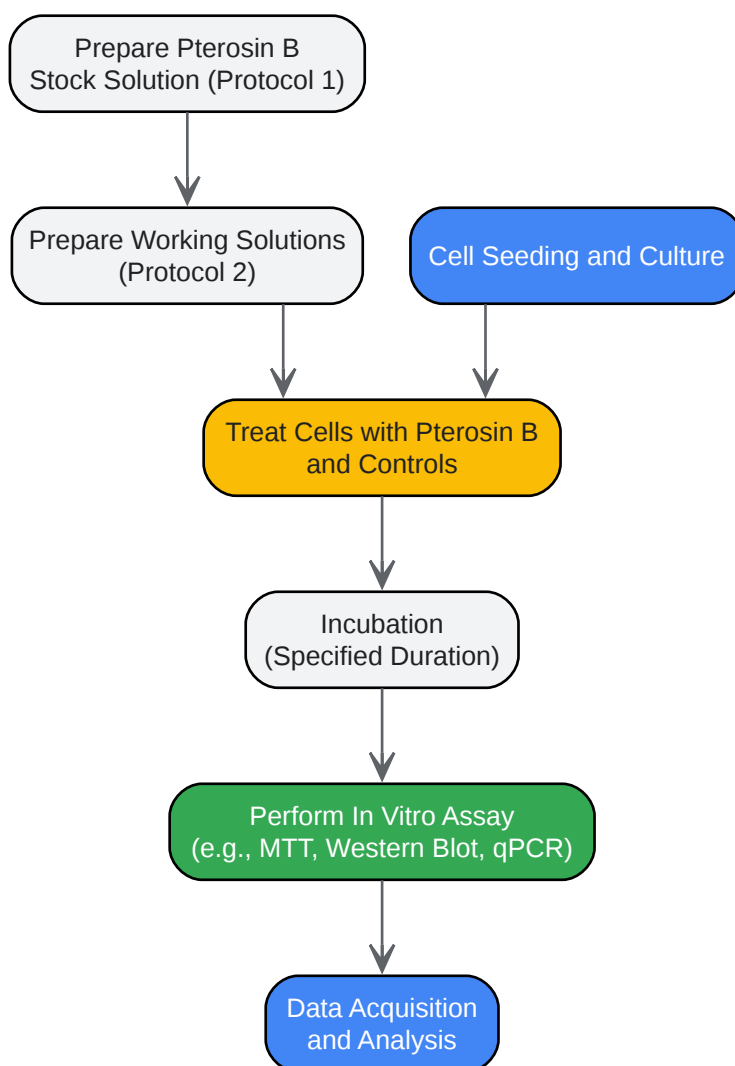 Prepare Pterosin B
Stock Solution (Protocol 1)
Prepare Working Solutions
(Protocol 2)
Cell Seeding and Culture
Treat Cells with Pterosin B
and Controls
Incubation
(Specified Duration)
Perform In Vitro Assay
(e.g., MTT, Western Blot, qPCR)
Data Acquisition
and Analysis